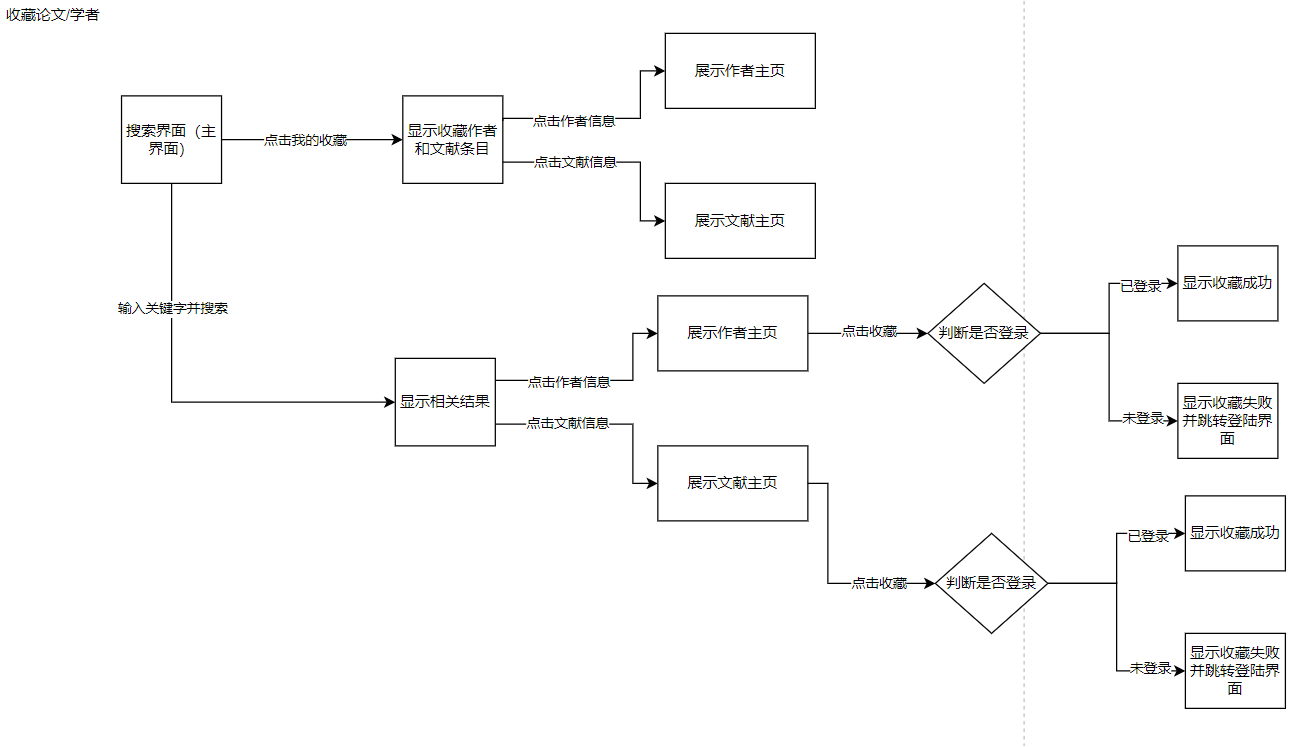 收藏论文/学者
展示作者主页
点击作者信息
搜索界面（主
界面）
点击我的收藏
显示收藏作者
和文献条目
点击文献信息
展示文献主页
输入关键字并搜索
已登录
显示收藏成功
展示作者主页
点击收藏
判断是否登录
点击作者信息
显示相关结果
未登录
显示收藏失败
并跳转登陆界
面
点击文献信息
展示文献主页
已登录
显示收藏成功
点击收藏
判断是否登录
未登录
显示收藏失败
并跳转登陆界
面